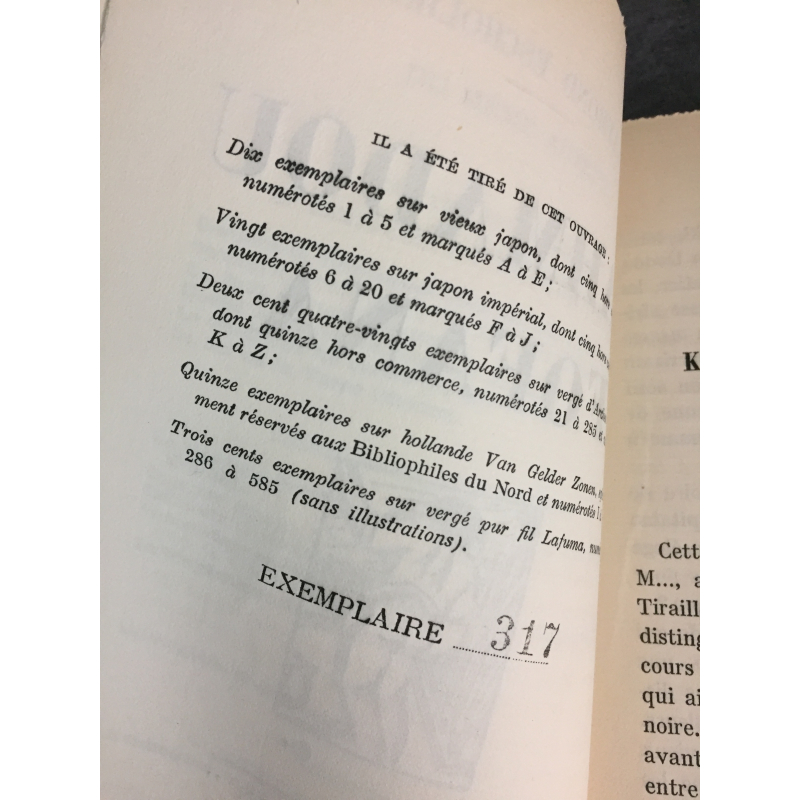 IL A ÉTÉ TIRÉ DE CET OUVRAGE :
Dix exemplaires sur vieux japon, dont cinq hors
numérotés 1 à 5 et marqués A à E;
Vingt exemplaires sur japon impérial, dont cinq hors
numérotés 6 à 20 et marqués F à J;
Deux cent quatre-vingts exemplaires sur vergé
dont quinze hors commerce, numérotés 21 à 285 et
K à Z;
Quinze exemplaires sur hollande Van Gelder Zonen,
ment réservés aux Bibliophiles du Nord et numérotés
Trois cents exemplaires sur vergé pur fil Lafuma,
286 à 585 (sans illustrations).
EXEMPLAIRE 317
K
Cett
M..., a
Tiraill
disting
cours
qui ai
noire.
avant
entre